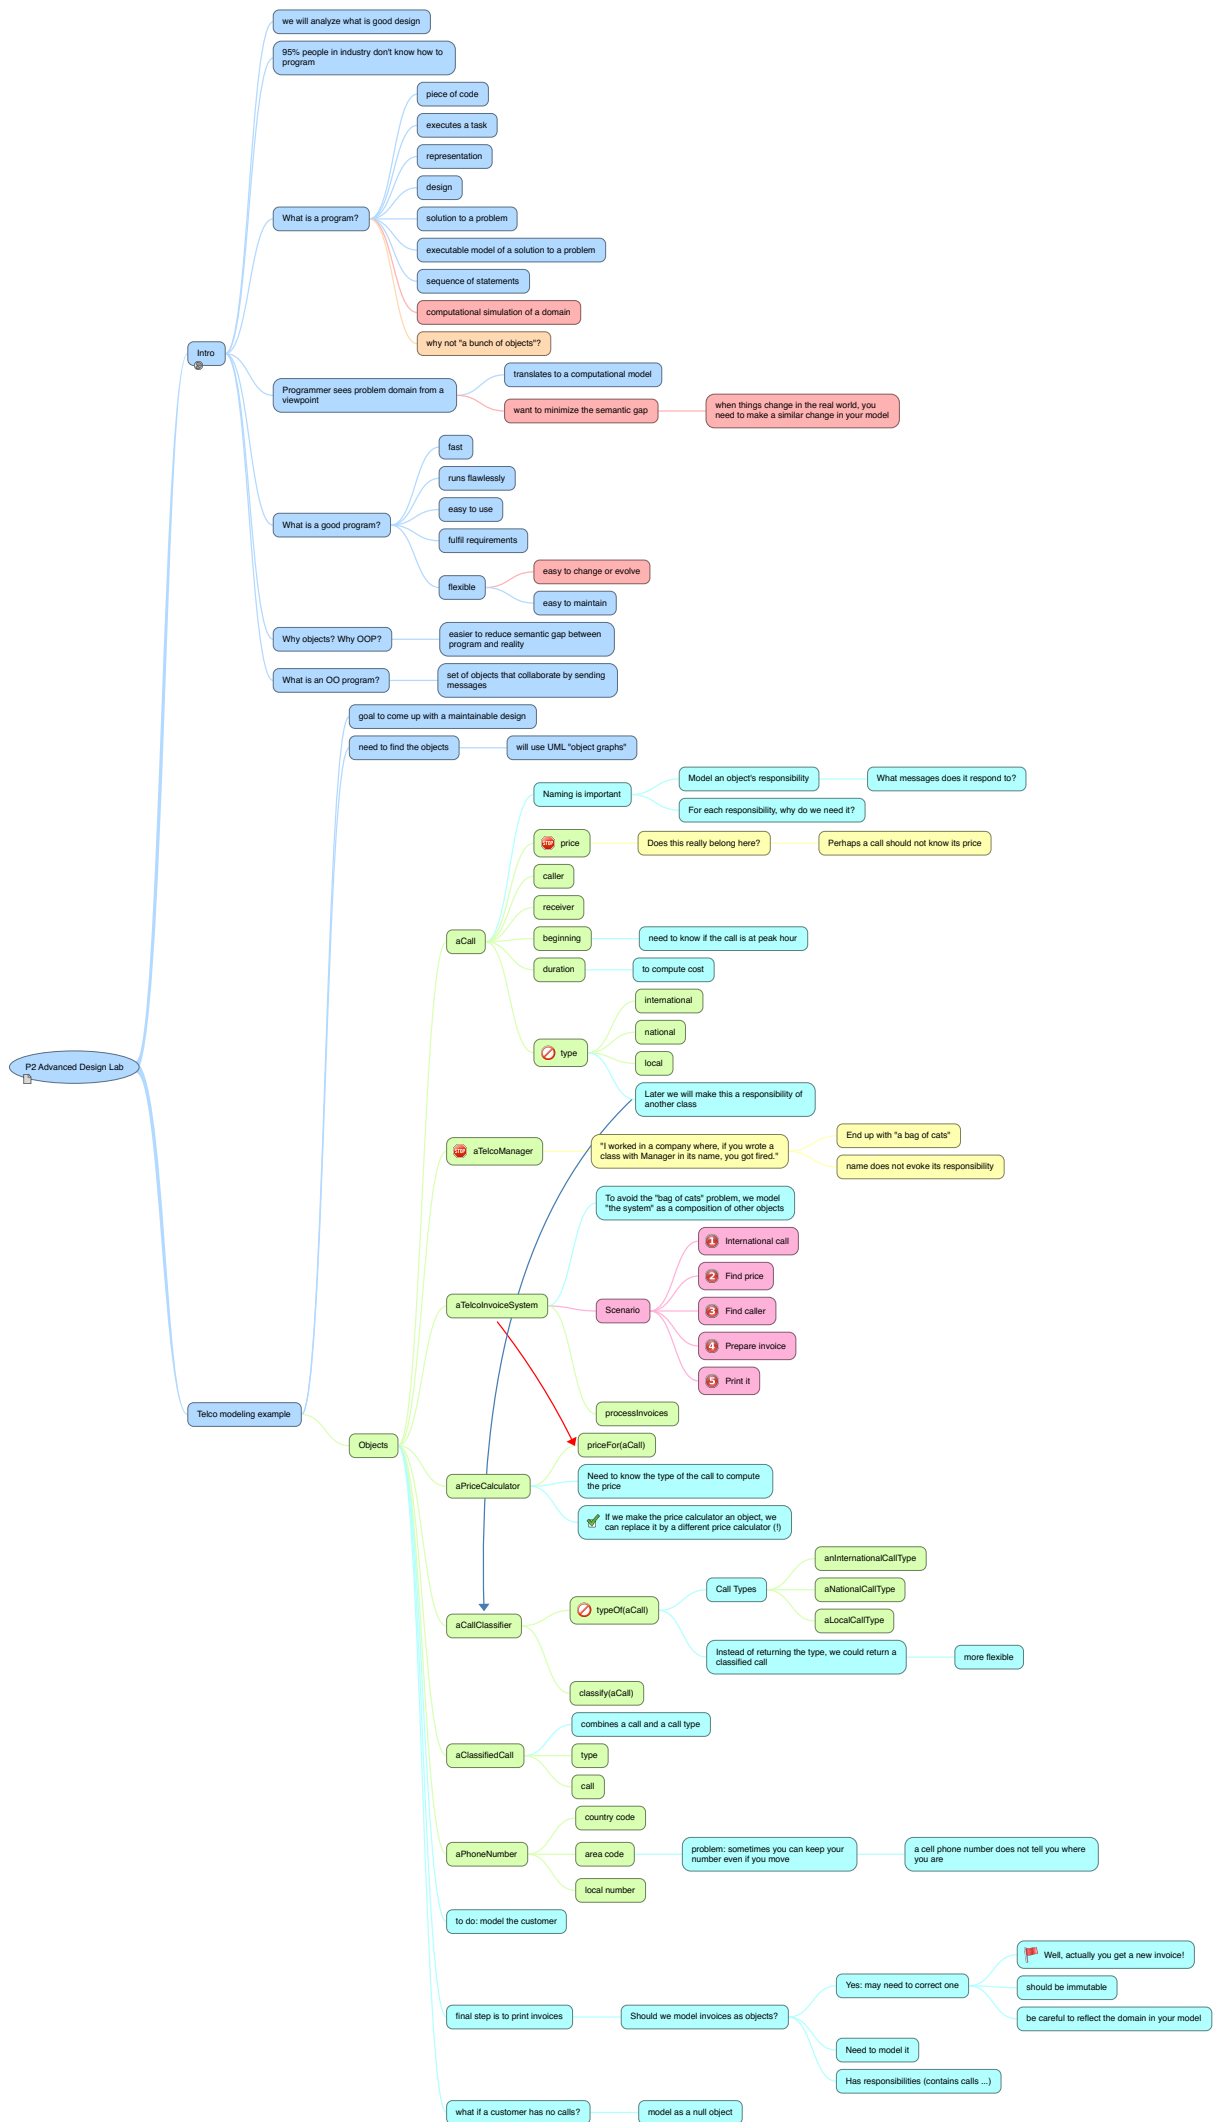 we will analyze what is good design
95% people in industry don't know how to
program
piece of code
executes a task
representation
design
What is a program?
solution to a problem
executable model of a solution to a problem
sequence of statements
computational simulation of a domain
why not "a bunch of objects"?
Intro
Programmer sees problem domain from a
viewpoint
translates to a computational model
want to minimize the semantic gap
when things change in the real world, you
need to make a similar change in your model
fast
runs flawlessly
easy to use
What is a good program?
fulfil requirements
flexible
easy to change or evolve
easy to maintain
Why objects? Why OOP?
easier to reduce semantic gap between
program and reality
What is an OO program?
set of objects that collaborate by sending
messages
goal to come up with a maintainable design
need to find the objects
will use UML "object graphs"
Naming is important
Model an object's responsibility
What messages does it respond to?
For each responsibility, why do we need it?
STOP
price
Does this really belong here?
Perhaps a call should not know its price
caller
receiver
aCall
beginning
need to know if the call is at peak hour
duration
to compute cost
type
international
national
local
Later we will make this a responsibility of
another class
P2 Advanced Design Lab
STOP
aTelcoManager
"I worked in a company where, if you wrote a
class with Manager in its name, you got fired."
End up with "a bag of cats"
name does not evoke its responsibility
To avoid the "bag of cats" problem, we model
"the system" as a composition of other objects
aTelcoInvoiceSystem
Scenario
1 International call
2 Find price
3 Find caller
4 Prepare invoice
5 Print it
processInvoices
Telco modeling example
Objects
priceFor(aCall)
aPriceCalculator
Need to know the type of the call to compute
the price
If we make the price calculator an object, we
can replace it by a different price calculator (!)
aCallClassifier
typeOf(aCall)
Call Types
anInternationalCallType
aNationalCallType
aLocalCallType
Instead of returning the type, we could return a
classified call
more flexible
classify(aCall)
aClassifiedCall
combines a call and a call type
type
call
aPhoneNumber
country code
area code
problem: sometimes you can keep your
number even if you move
a cell phone number does not tell you where
you are
local number
to do: model the customer
final step is to print invoices
Should we model invoices as objects?
Yes: may need to correct one
Well, actually you get a new invoice!
should be immutable
be careful to reflect the domain in your model
Need to model it
Has responsibilities (contains calls ...)
what if a customer has no calls?
model as a null object